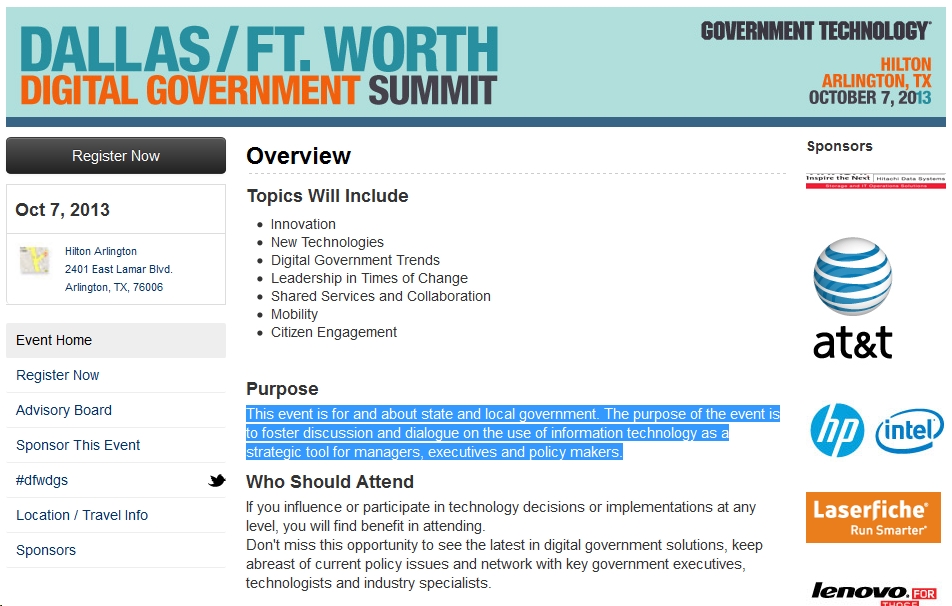 DALLAS / FT. WORTH
DIGITAL GOVERNMENT SUMMIT
GOVERNMENT TECHNOLOGY
HILTON
ARLINGTON, TX
OCTOBER 7, 2013
Register Now
Oct 7, 2013
Hilton Arlington
2401 East Lamar Blvd.
Arlington, TX, 76006
Event Home
Register Now
Advisory Board
Sponsor This Event
#dfwdgs
Location / Travel Info
Sponsors
Overview
Topics Will Include
Innovation
New Technologies
Digital Government Trends
Leadership in Times of Change
Shared Services and Collaboration
Mobility
Citizen Engagement
Purpose
This event is for and about state and local government. The purpose of the event is
to foster discussion and dialogue on the use of information technology as a
strategic tool for managers, executives and policy makers.
Who Should Attend
If you influence or participate in technology decisions or implementations at any
level, you will find benefit in attending.
Don't miss this opportunity to see the latest in digital government solutions, keep
abreast of current policy issues and network with key government executives,
technologists and industry specialists.
Sponsors
Inspire the Next Hitachi Data Systems
Storage and IT Operations Solutions
at&t
hp
intel
Laserfiche®
Run Smarter®
lenovo. FOR
THOSE